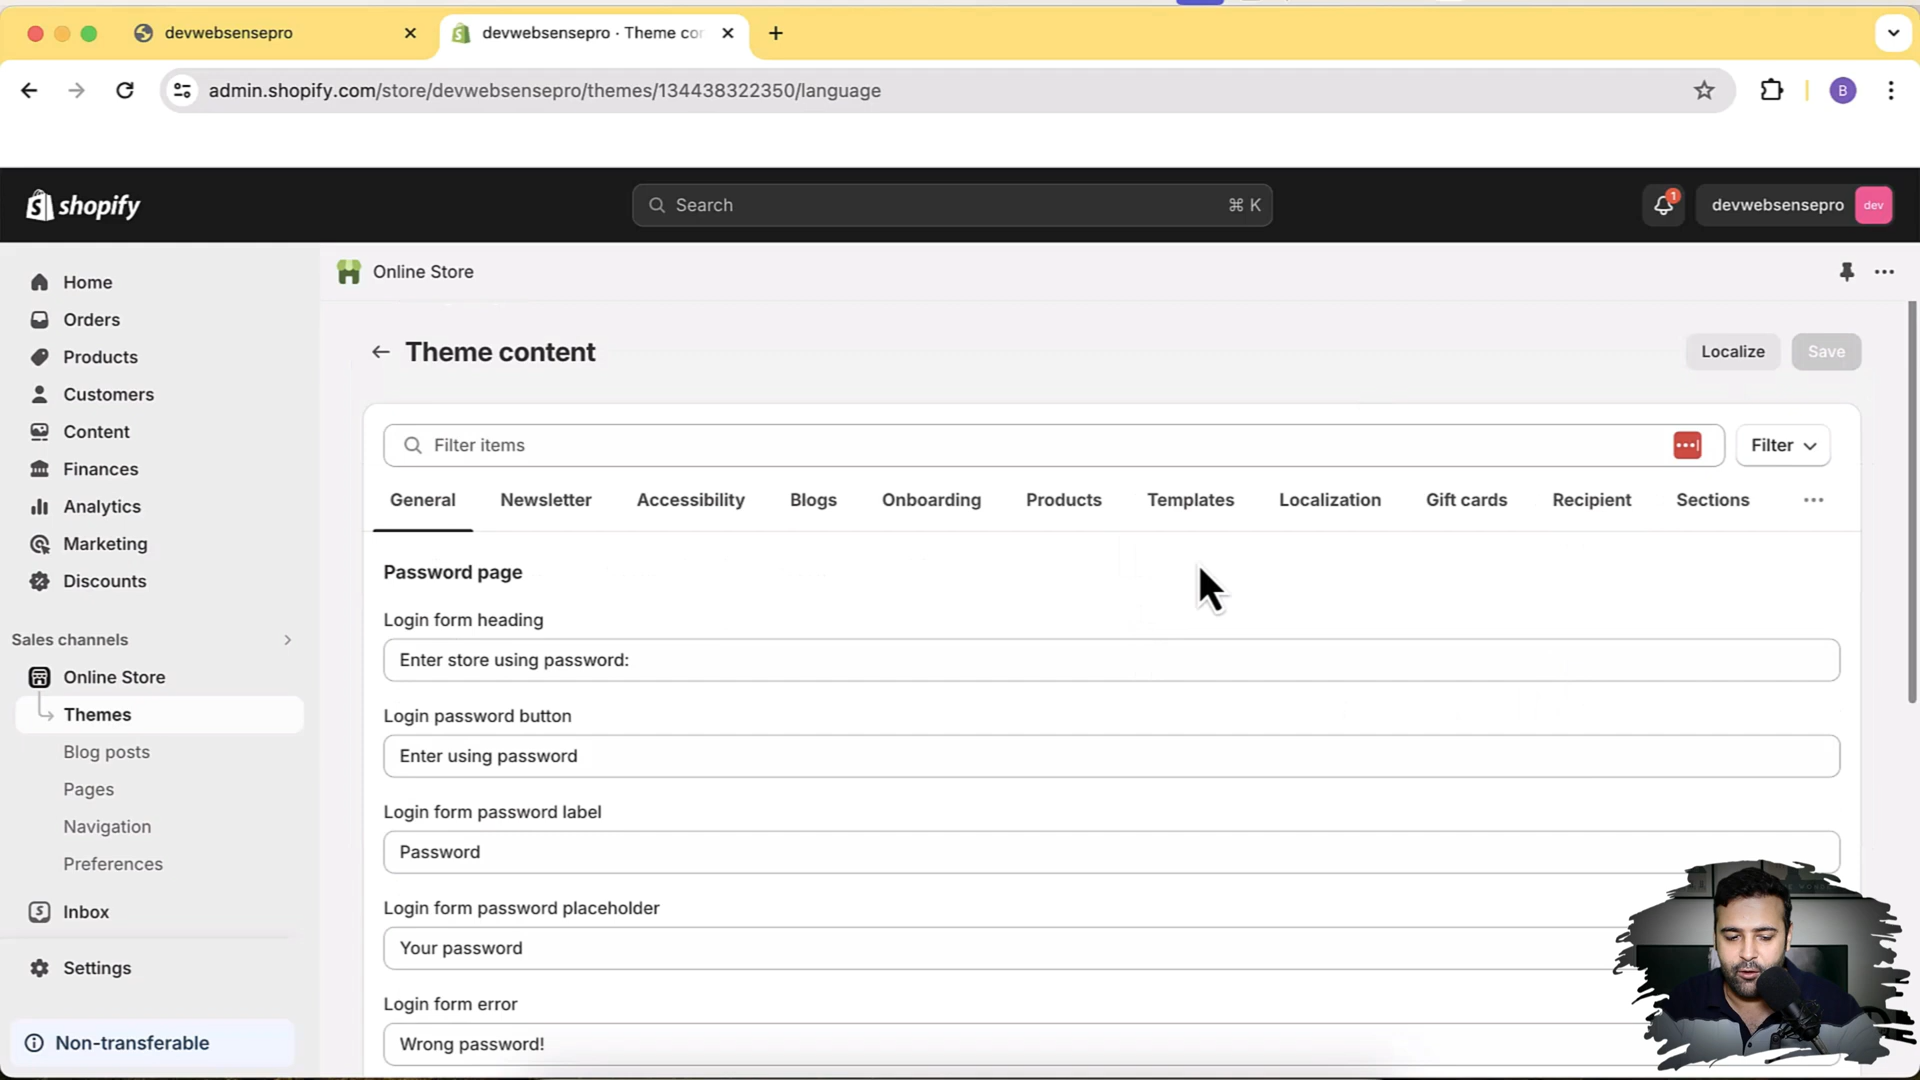 devwebsensepro
devwebsensepro · Theme cor
admin.shopify.com/store/devwebsensepro/themes/134438322350/language
B
shopify
Search
⌘ K
1
devwebsensepro
dev
Home
Orders
Products
Customers
Content
Finances
Analytics
Marketing
Discounts
Sales channels
Online Store
Themes
Blog posts
Pages
Navigation
Preferences
Inbox
Settings
Non-transferable
Online Store
Theme content
Localize
Save
Filter items
Filter
General
Newsletter
Accessibility
Blogs
Onboarding
Products
Templates
Localization
Gift cards
Recipient
Sections
Password page
Login form heading
Enter store using password:
Login password button
Enter using password
Login form password label
Password
Login form password placeholder
Your password
Login form error
Wrong password!